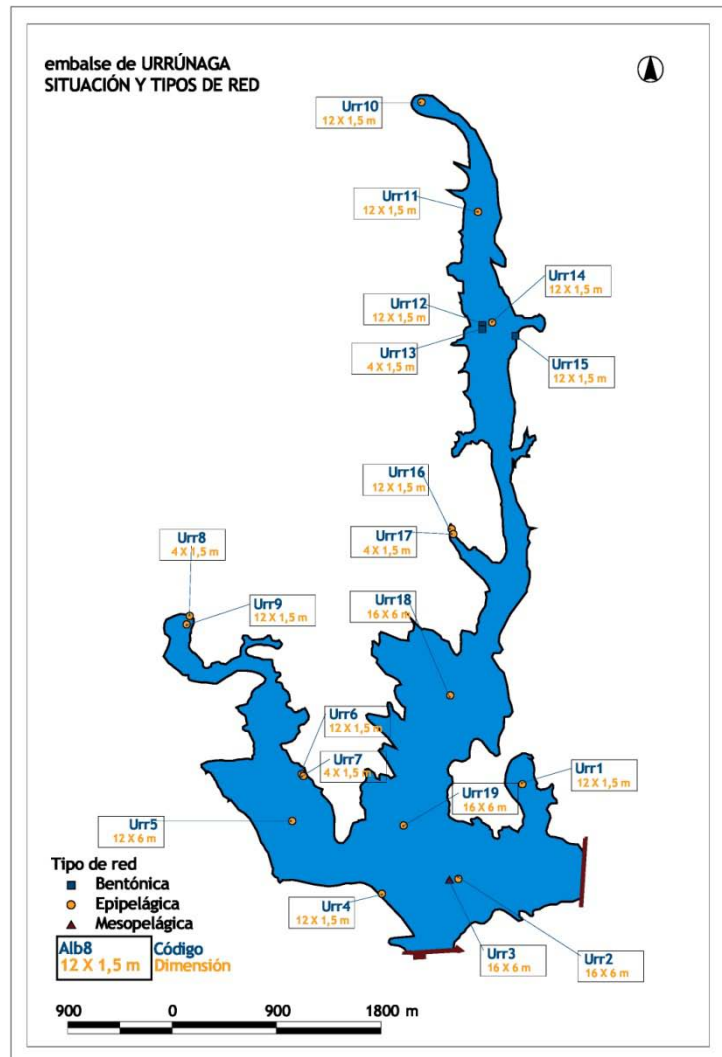 embalse de URRÚNAGA
SITUACIÓN Y TIPOS DE RED
Urr10
12 X 1,5 m
Urr11
12 X 1,5 m
Urr14
12 X 1,5 m
Urr12
12 X 1,5 m
Urr13
4 X 1,5 m
Urr15
12 X 1,5 m
Urr16
12 X 1,5 m
Urr17
4 X 1,5 m
Urr8
4 X 1,5 m
Urr9
12 X 1,5 m
Urr18
16 X 6 m
Urr6
12 X 1,5 m
Urr7
4 X 1,5 m
Urr1
12 X 1,5 m
Urr19
16 X 6 m
Urr5
12 X 6 m
Urr4
12 X 1,5 m
Urr3
16 X 6 m
Urr2
16 X 6 m
Tipo de red
Bentónica
Epipelágica
Mesopelágica
Alb8 Código
12 X 1,5 m Dimensión
900 0 900 1800 m